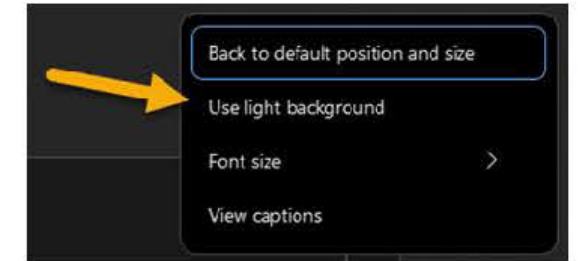 Back to default position and size
Use light background
Font size
View captions